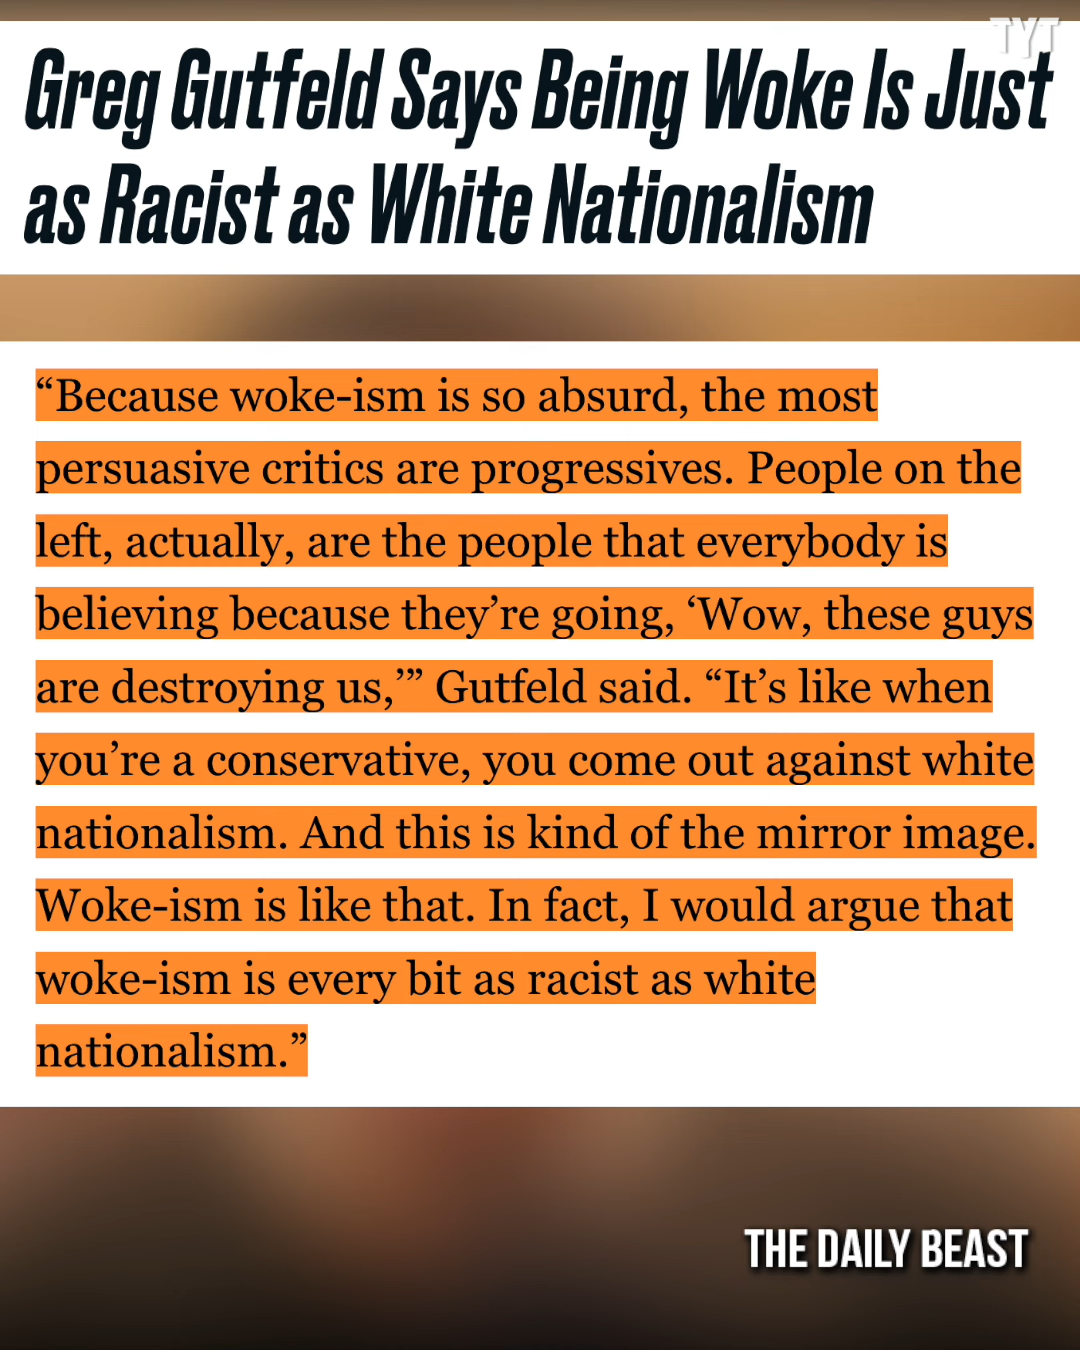 TYT
Greg Gutfeld Says Being Woke Is Just
as Racist as White Nationalism
“Because woke-ism is so absurd, the most
persuasive critics are progressives. People on the
left, actually, are the people that everybody is
believing because they’re going, ‘Wow, these guys
are destroying us,’” Gutfeld said. “It’s like when
you’re a conservative, you come out against white
nationalism. And this is kind of the mirror image.
Woke-ism is like that. In fact, I would argue that
woke-ism is every bit as racist as white
nationalism.”
THE DAILY BEAST